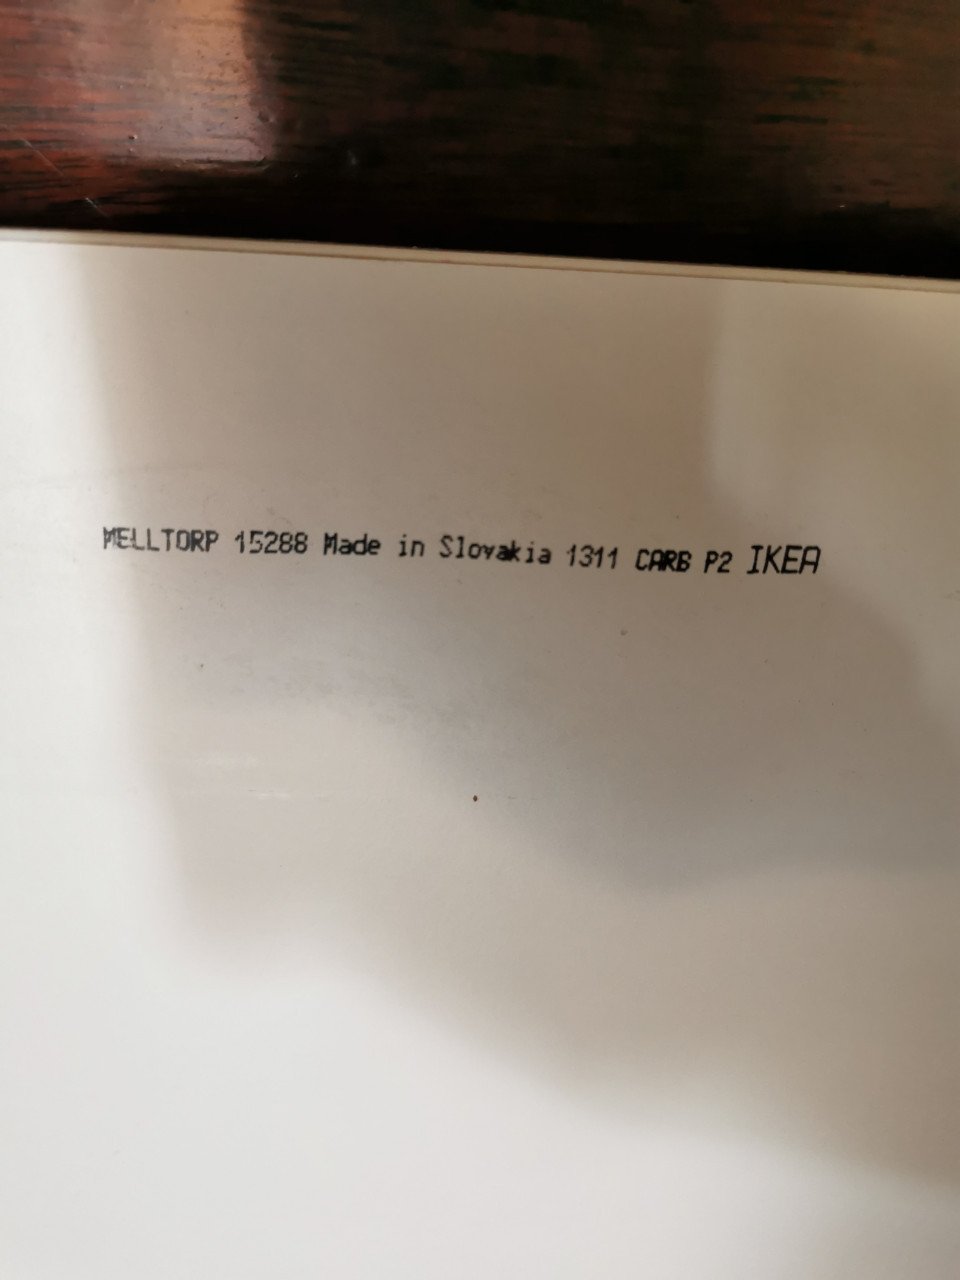 MELLTORP 15288 Made in Slovakia 1311 CARB P2 IKEA